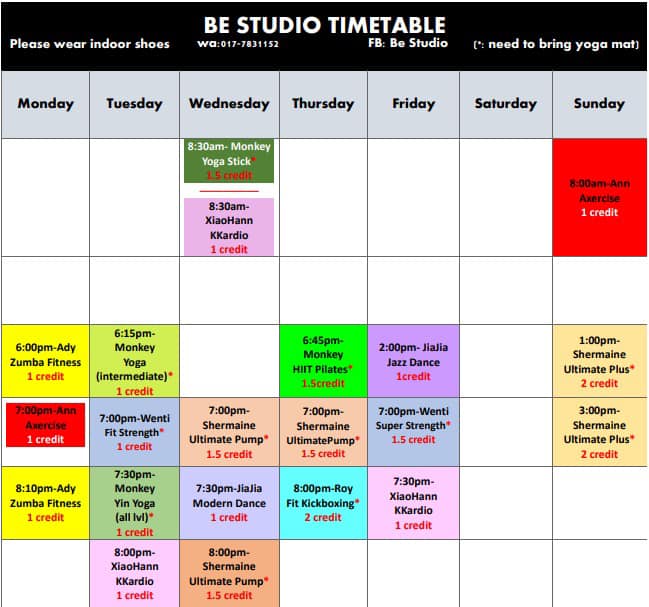 BE STUDIO TIMETABLE
Please wear indoor shoes wa:017-7831152 FB: Be Studio (*: need to bring yoga mat)
Monday Tuesday Wednesday Thursday Friday Saturday Sunday
8:30am- Monkey
Yoga Stick*
1.5 credit
8:30am-
XiaoHann
KKardio
1 credit
8:00am-Ann
Axercise
1 credit
6:00pm-Ady
Zumba Fitness
1 credit
6:15pm-
Monkey
Yoga
(intermediate)*
1 credit
6:45pm-
Monkey
HIIT Pilates*
1.5credit
2:00pm- JiaJia
Jazz Dance
1credit
1:00pm-
Shermaine
Ultimate Plus*
2 credit
7:00pm-Ann
Axercise
1 credit
7:00pm-Wenti
Fit Strength*
1 credit
7:00pm-
Shermaine
Ultimate Pump*
1.5 credit
7:00pm-
Shermaine
UltimatePump*
1.5 credit
7:00pm-Wenti
Super Strength*
1.5 credit
3:00pm-
Shermaine
Ultimate Plus*
2 credit
8:10pm-Ady
Zumba Fitness
1 credit
7:30pm-
Monkey
Yin Yoga
(all lvl)*
1 credit
7:30pm-JiaJia
Modern Dance
1 credit
8:00pm-Roy
Fit Kickboxing*
2 credit
7:30pm-
XiaoHann
KKardio
1 credit
8:00pm-
XiaoHann
KKardio
1 credit
8:00pm-
Shermaine
Ultimate Pump*
1.5 credit